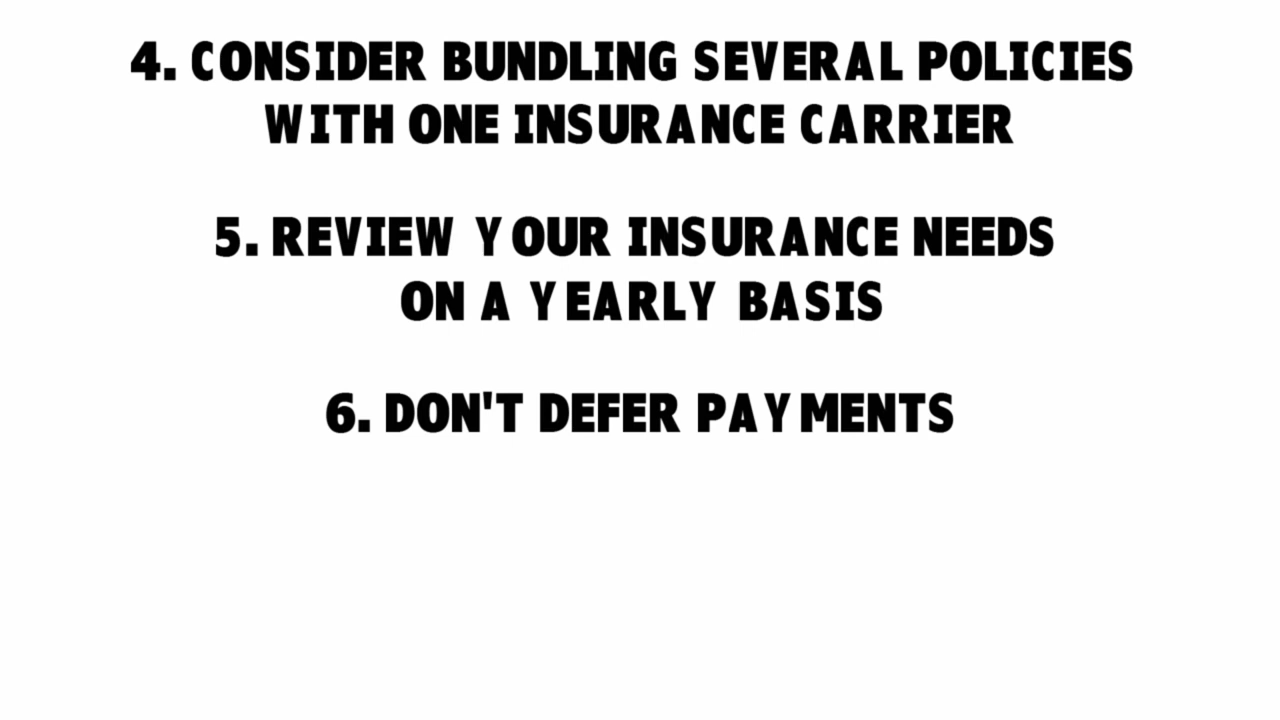 4. CONSIDER BUNDLING SEVERAL POLICIES
WITH ONE INSURANCE CARRIER
5. REVIEW YOUR INSURANCE NEEDS
ON A YEARLY BASIS
6. DON'T DEFER PAYMENTS